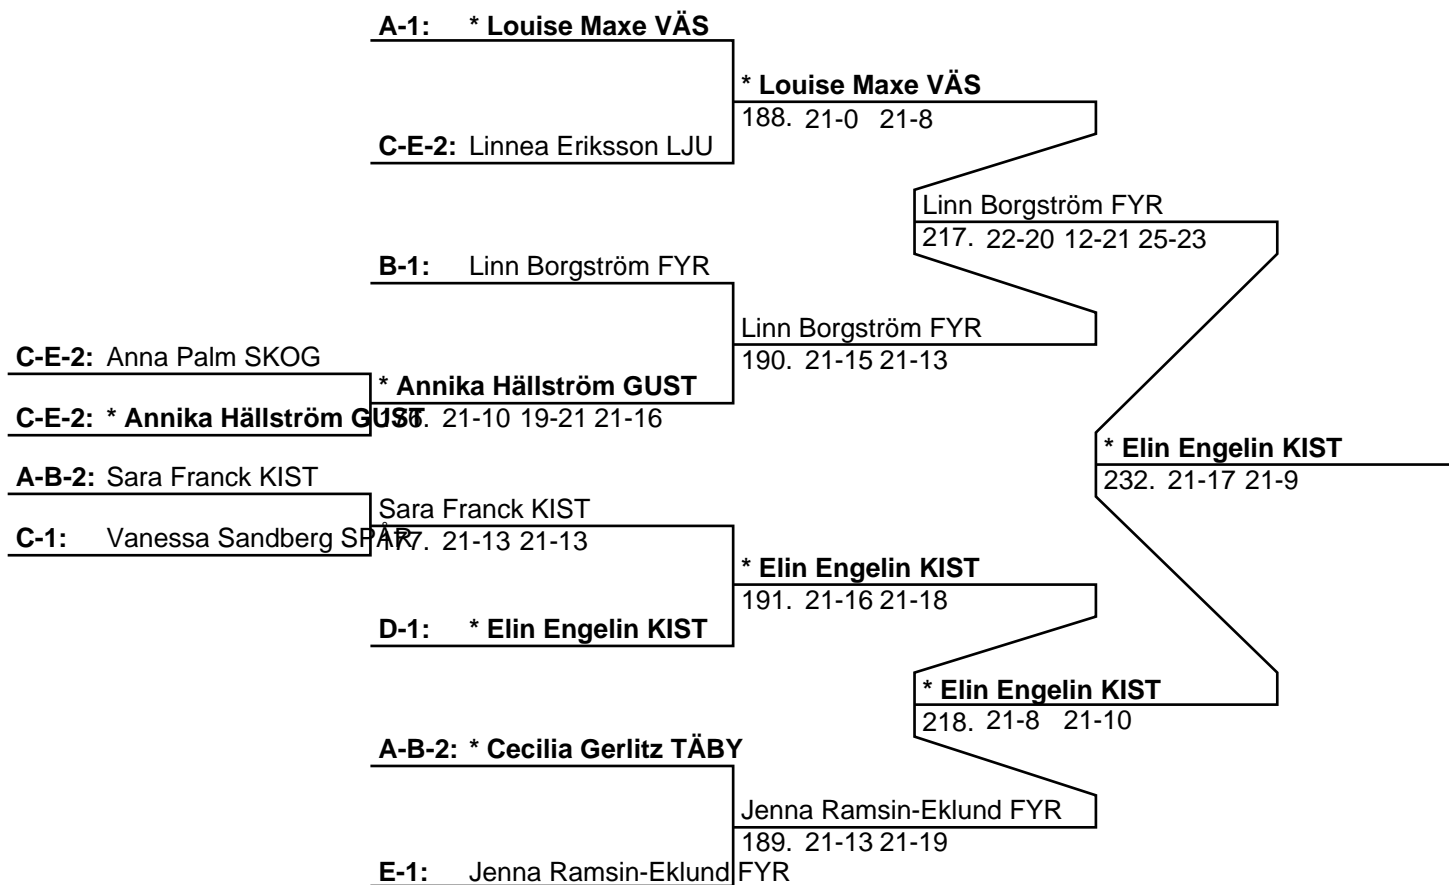 A-1: * Louise Maxe VÄS
* Louise Maxe VÄS
188. 21-0 21-8
C-E-2: Linnea Eriksson LJU
Linn Borgström FYR
217. 22-20 12-21 25-23
B-1: Linn Borgström FYR
Linn Borgström FYR
190. 21-15 21-13
C-E-2: Anna Palm SKOG
* Annika Hällström GUST
C-E-2: * Annika Hällström GUST
176. 21-10 19-21 21-16
* Elin Engelin KIST
232. 21-17 21-9
A-B-2: Sara Franck KIST
Sara Franck KIST
C-1: Vanessa Sandberg SPÅR
177. 21-13 21-13
* Elin Engelin KIST
191. 21-16 21-18
D-1: * Elin Engelin KIST
* Elin Engelin KIST
218. 21-8 21-10
A-B-2: * Cecilia Gerlitz TÄBY
Jenna Ramsin-Eklund FYR
189. 21-13 21-19
E-1: Jenna Ramsin-Eklund FYR